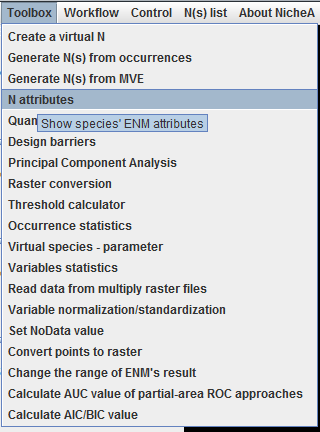 Toolbox Workflow Control N(s) list About NicheA
Create a virtual N
Generate N(s) from occurrences
Generate N(s) from MVE
N attributes
Quan
Show species' ENM attributes
Design barriers
Principal Component Analysis
Raster conversion
Threshold calculator
Occurrence statistics
Virtual species - parameter
Variables statistics
Read data from multiply raster files
Variable normalization/standardization
Set NoData value
Convert points to raster
Change the range of ENM's result
Calculate AUC value of partial-area ROC approaches
Calculate AIC/BIC value